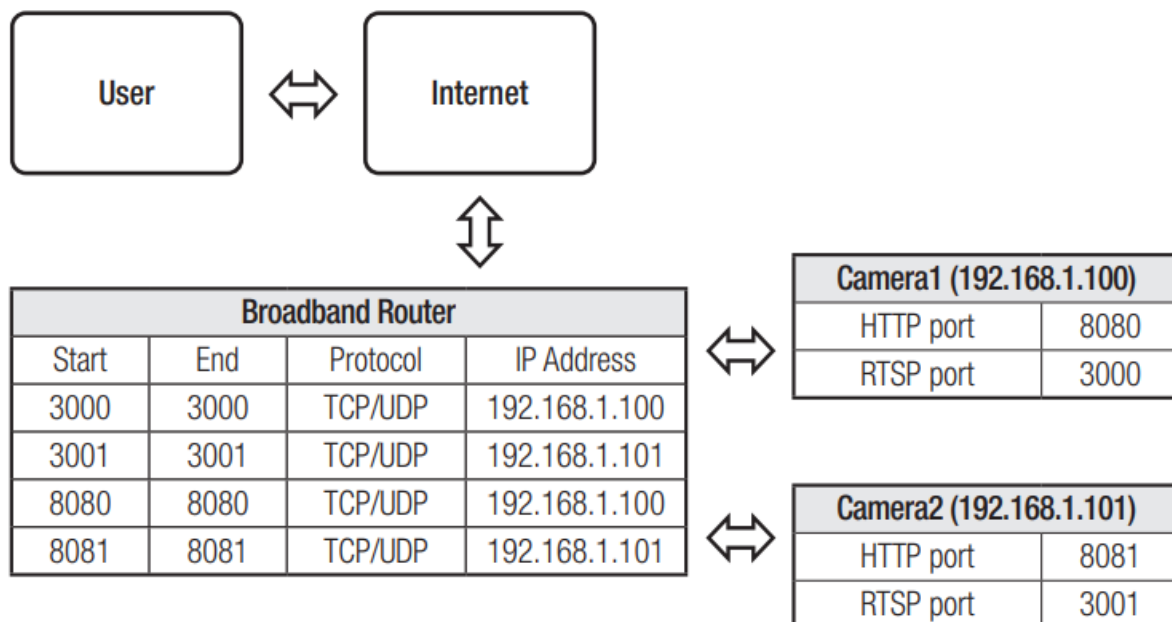 User
Internet
Broadband Router
Start End Protocol IP Address
3000 3000 TCP/UDP 192.168.1.100
3001 3001 TCP/UDP 192.168.1.101
8080 8080 TCP/UDP 192.168.1.100
8081 8081 TCP/UDP 192.168.1.101
Camera1 (192.168.1.100)
HTTP port 8080
RTSP port 3000
Camera2 (192.168.1.101)
HTTP port 8081
RTSP port 3001